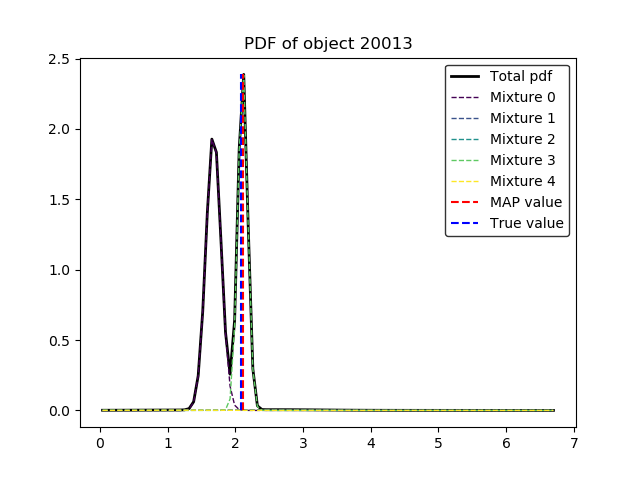 PDF of object 20013
2.5
2.0
1.5
1.0
0.5
0.0
0 1 2 3 4 5 6 7
Total pdf
Mixture 0
Mixture 1
Mixture 2
Mixture 3
Mixture 4
MAP value
True value